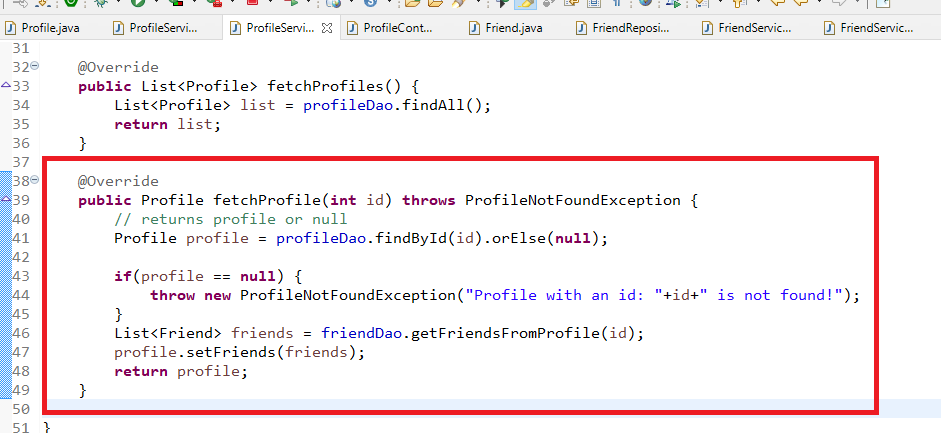 Profile.java
ProfileServi...
ProfileServi...
ProfileCont...
Friend.java
FriendReposi...
FriendServic...
FriendServic...
31
32 @Override
33 public List<Profile> fetchProfiles() {
34 List<Profile> list = profileDao.findAll();
35 return list;
36 }
37
38 @Override
39 public Profile fetchProfile(int id) throws ProfileNotFoundException {
40 // returns profile or null
41 Profile profile = profileDao.findById(id).orElse(null);
42
43 if(profile == null) {
44 throw new ProfileNotFoundException("Profile with an id: "+id+" is not found!");
45 }
46 List<Friend> friends = friendDao.getFriendsFromProfile(id);
47 profile.setFriends(friends);
48 return profile;
49 }
50
51 }